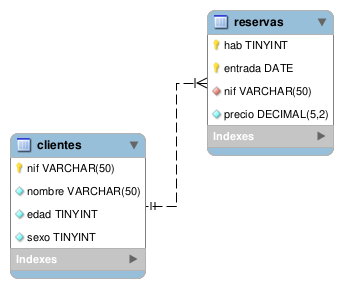 reservas
hab TINYINT
entrada DATE
nif VARCHAR(50)
precio DECIMAL(5,2)
Indexes
clientes
nif VARCHAR(50)
nombre VARCHAR(50)
edad TINYINT
sexo TINYINT
Indexes